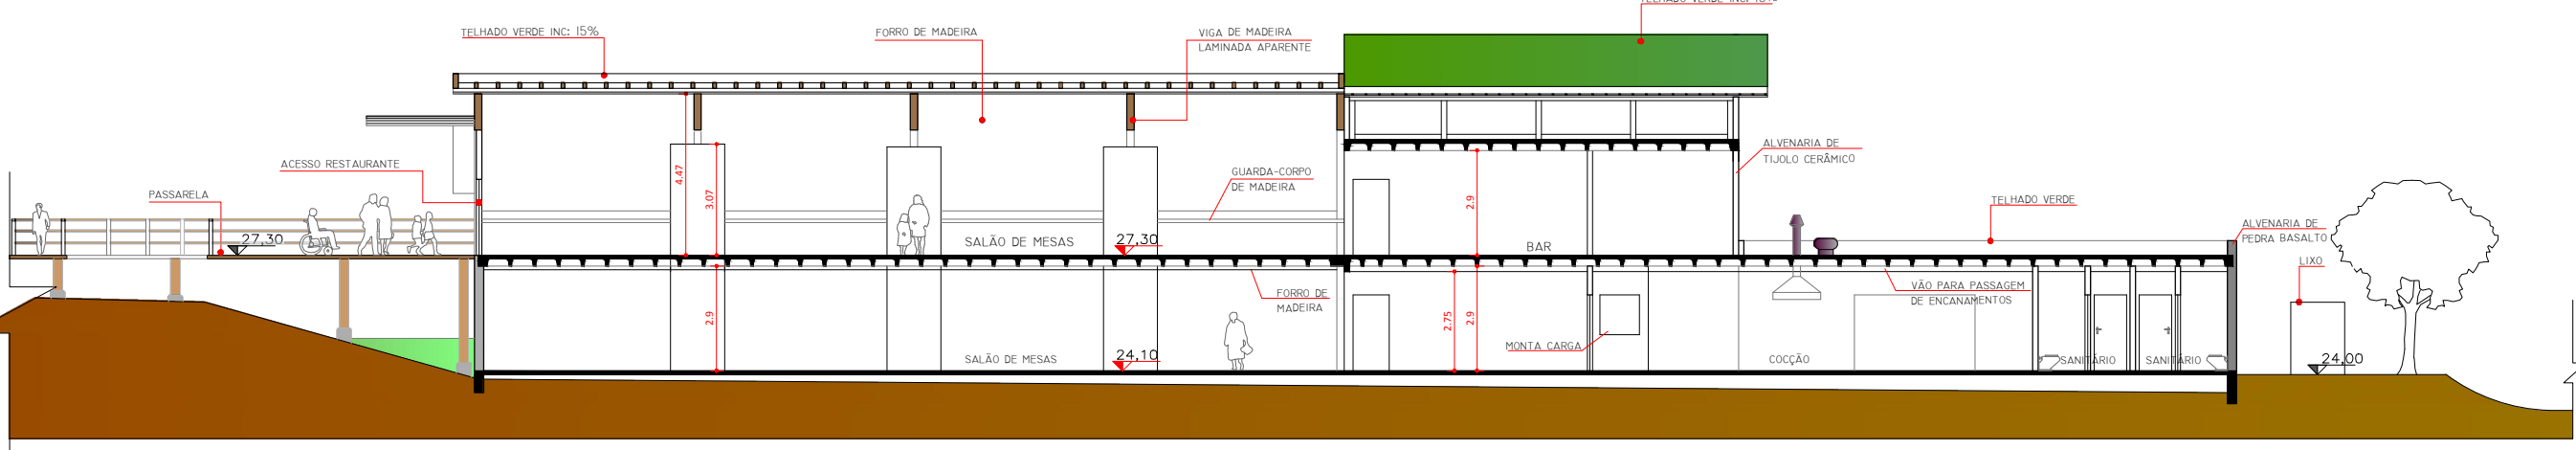 TELHADO VERDE INC: 15%
FORRO DE MADEIRA
VIGA DE MADEIRA
LAMINADA APARENTE
ALVENARIA DE
TIJOLO CERÂMICO
ACESSO RESTAURANTE
PASSARELA
4.47
3.07
GUARDA-CORPO
DE MADEIRA
2.9
TELHADO VERDE
ALVENARIA DE
PEDRA BASALTO
27,30
SALÃO DE MESAS
27,30
BAR
LIXO
FORRO DE
MADEIRA
VÃO PARA PASSAGEM
DE ENCANAMENTOS
2.9
2.75
2.9
MONTA CARGA
SALÃO DE MESAS
24,10
COCÇÃO
SANITÁRIO
SANITÁRIO
24,00